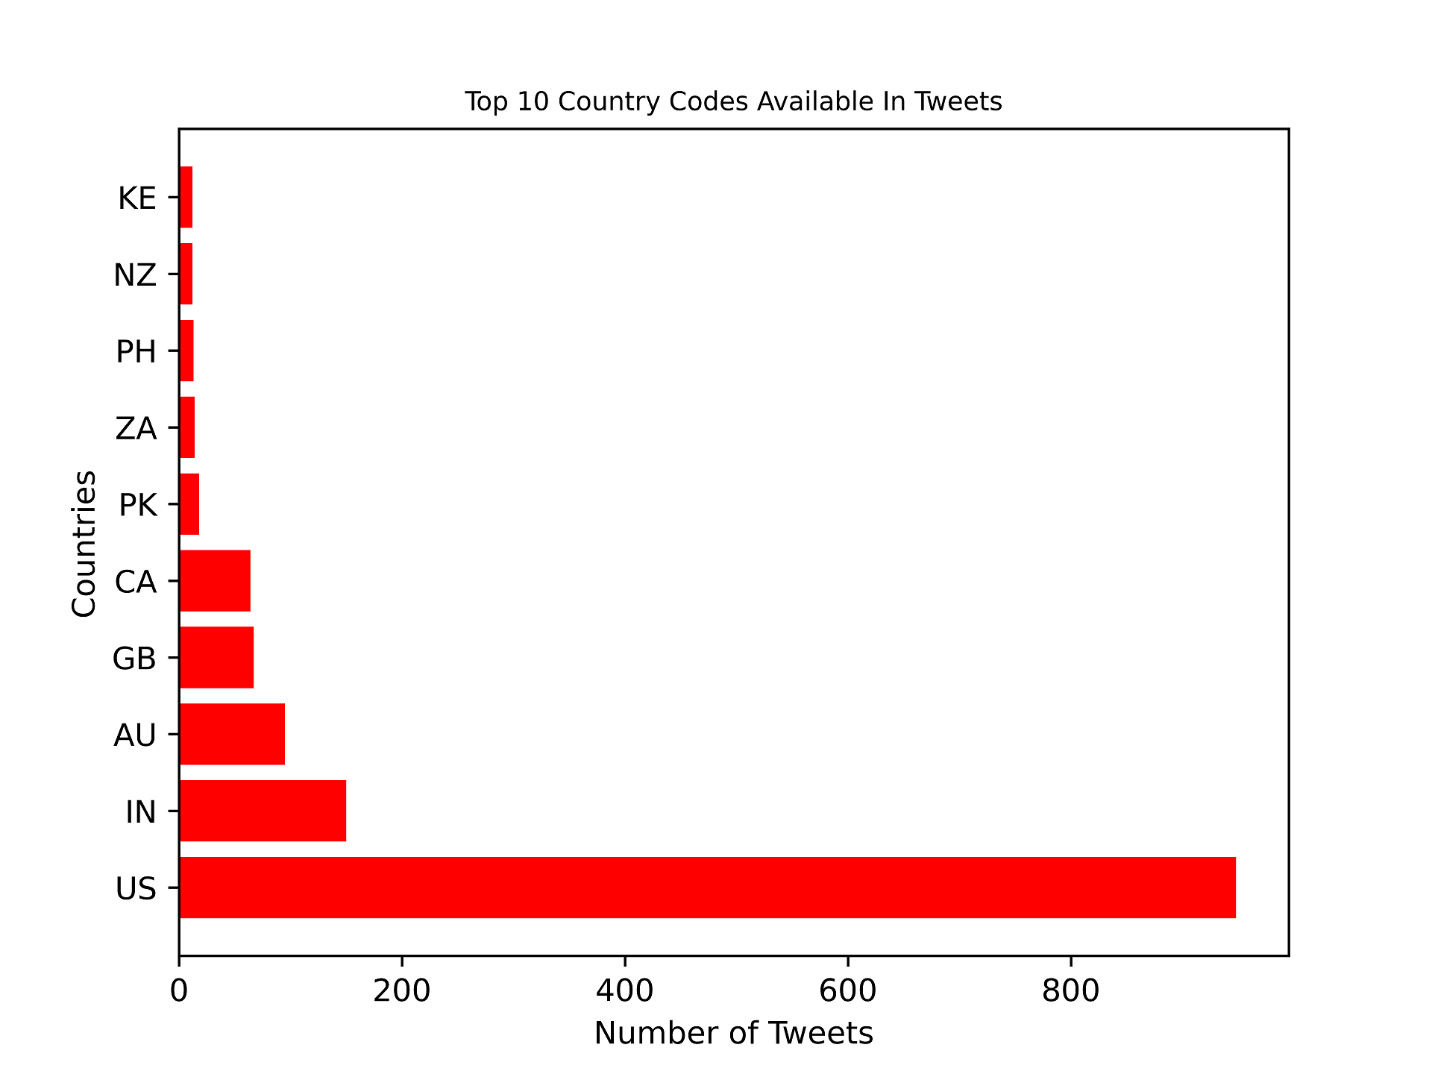 Top 10 Country Codes Available In Tweets
KE
NZ
PH
ZA
PK
CA
GB
AU
IN
US
Countries
0 200 400 600 800
Number of Tweets